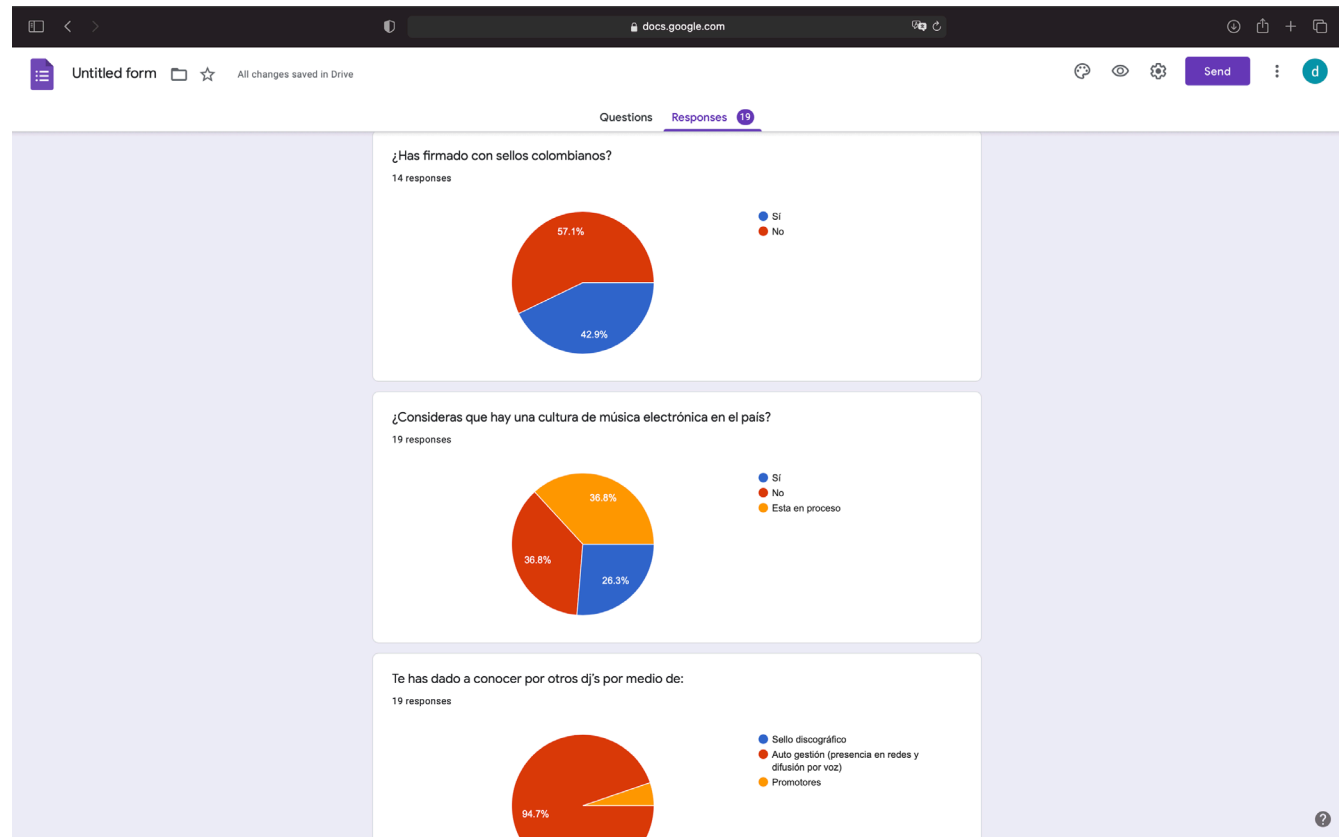 docs.google.com
Untitled form
All changes saved in Drive
Send
d
Questions
Responses 19
¿Has firmado con sellos colombianos?
14 responses
57.1%
42.9%
Sí
No
¿Consideras que hay una cultura de música electrónica en el país?
19 responses
36.8%
36.8%
26.3%
Sí
No
Esta en proceso
Te has dado a conocer por otros dj's por medio de:
19 responses
94.7%
Sello discográfico
Auto gestión (presencia en redes y
difusión por voz)
Promotores